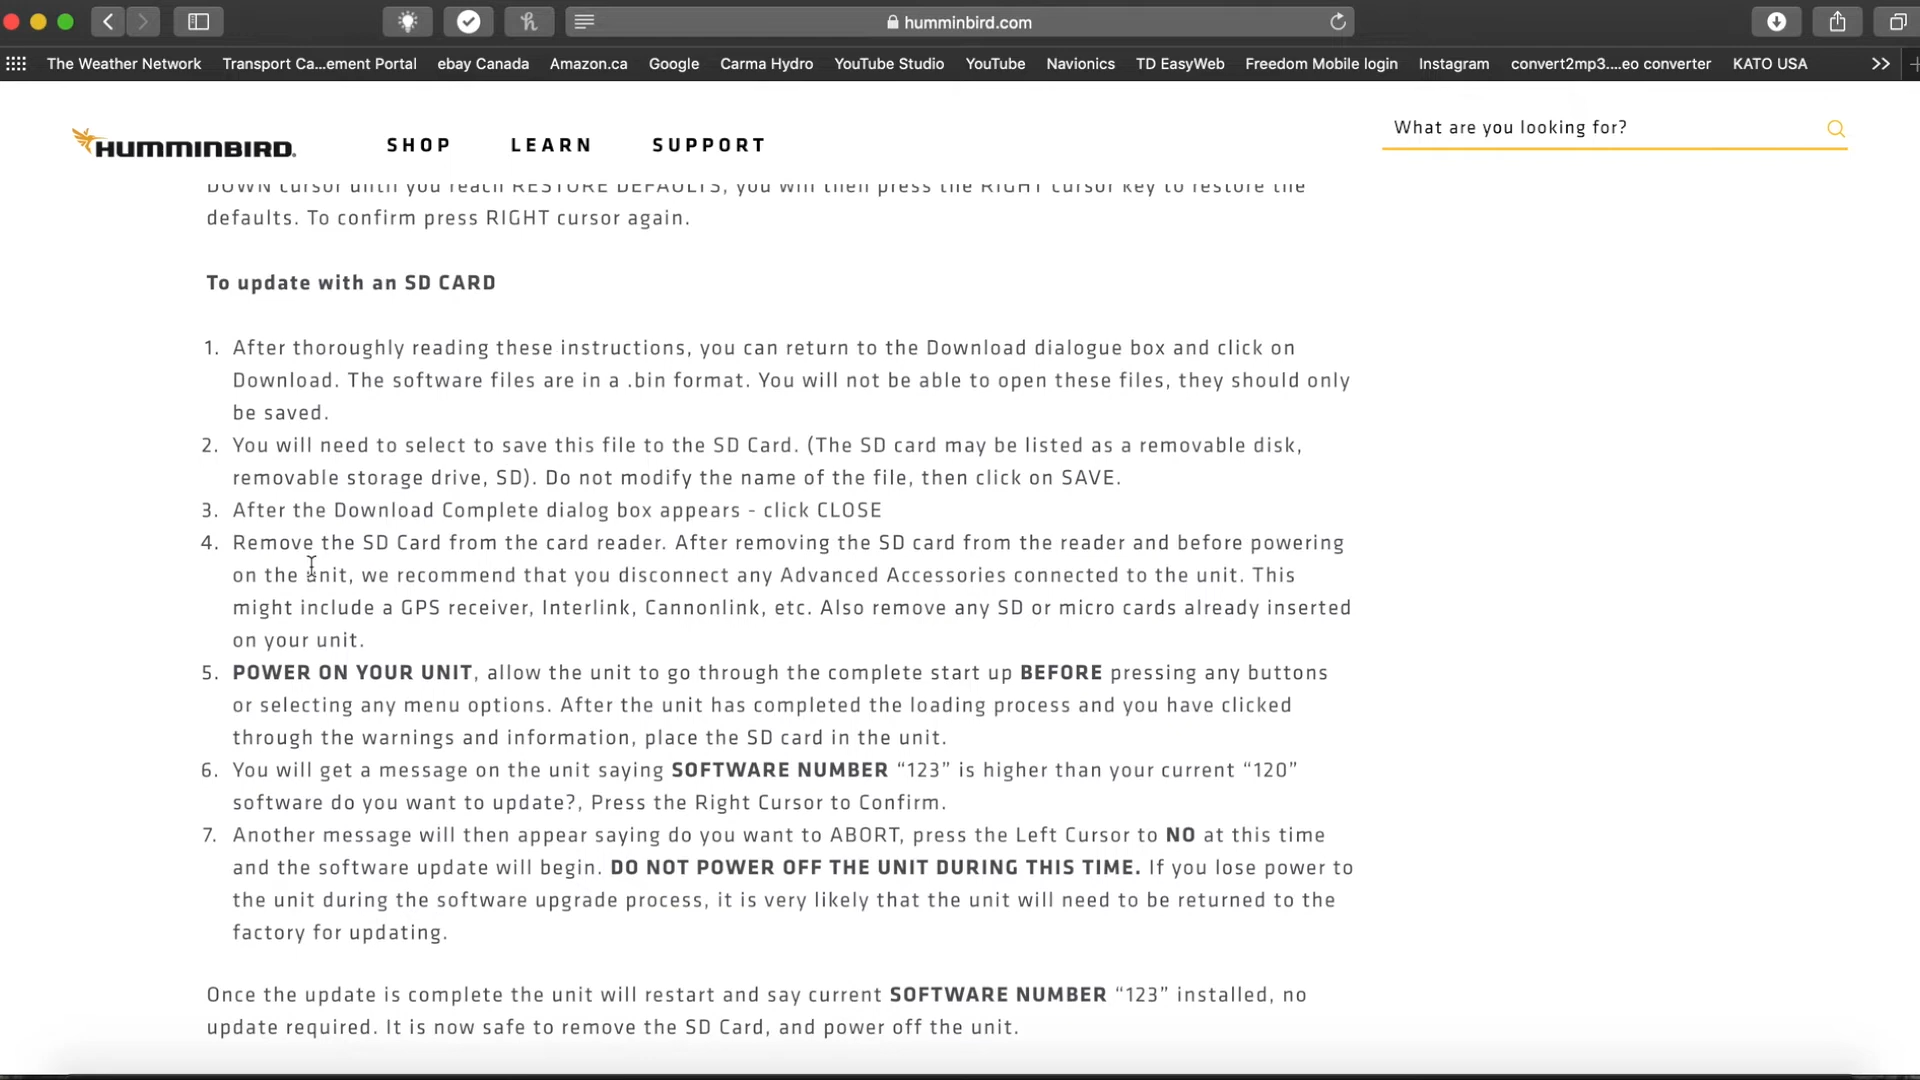 humminbird.com
The Weather Network Transport Ca...ement Portal ebay Canada Amazon.ca Google Carma Hydro YouTube Studio YouTube Navionics TD EasyWeb Freedom Mobile login Instagram convert2mp3....eo converter KATO USA
HUMMINBIRD. SHOP LEARN SUPPORT What are you looking for?
DOWN cursor until you reach RESTORE DEFAULTS, you will then press the RIGHT cursor key to restore the
defaults. To confirm press RIGHT cursor again.
To update with an SD CARD
1. After thoroughly reading these instructions, you can return to the Download dialogue box and click on
Download. The software files are in a .bin format. You will not be able to open these files, they should only
be saved.
2. You will need to select to save this file to the SD Card. (The SD card may be listed as a removable disk,
removable storage drive, SD). Do not modify the name of the file, then click on SAVE.
3. After the Download Complete dialog box appears - click CLOSE
4. Remove the SD Card from the card reader. After removing the SD card from the reader and before powering
on the unit, we recommend that you disconnect any Advanced Accessories connected to the unit. This
might include a GPS receiver, Interlink, Cannonlink, etc. Also remove any SD or micro cards already inserted
on your unit.
5. POWER ON YOUR UNIT, allow the unit to go through the complete start up BEFORE pressing any buttons
or selecting any menu options. After the unit has completed the loading process and you have clicked
through the warnings and information, place the SD card in the unit.
6. You will get a message on the unit saying SOFTWARE NUMBER “123” is higher than your current “120”
software do you want to update?, Press the Right Cursor to Confirm.
7. Another message will then appear saying do you want to ABORT, press the Left Cursor to NO at this time
and the software update will begin. DO NOT POWER OFF THE UNIT DURING THIS TIME. If you lose power to
the unit during the software upgrade process, it is very likely that the unit will need to be returned to the
factory for updating.
Once the update is complete the unit will restart and say current SOFTWARE NUMBER “123” installed, no
update required. It is now safe to remove the SD Card, and power off the unit.